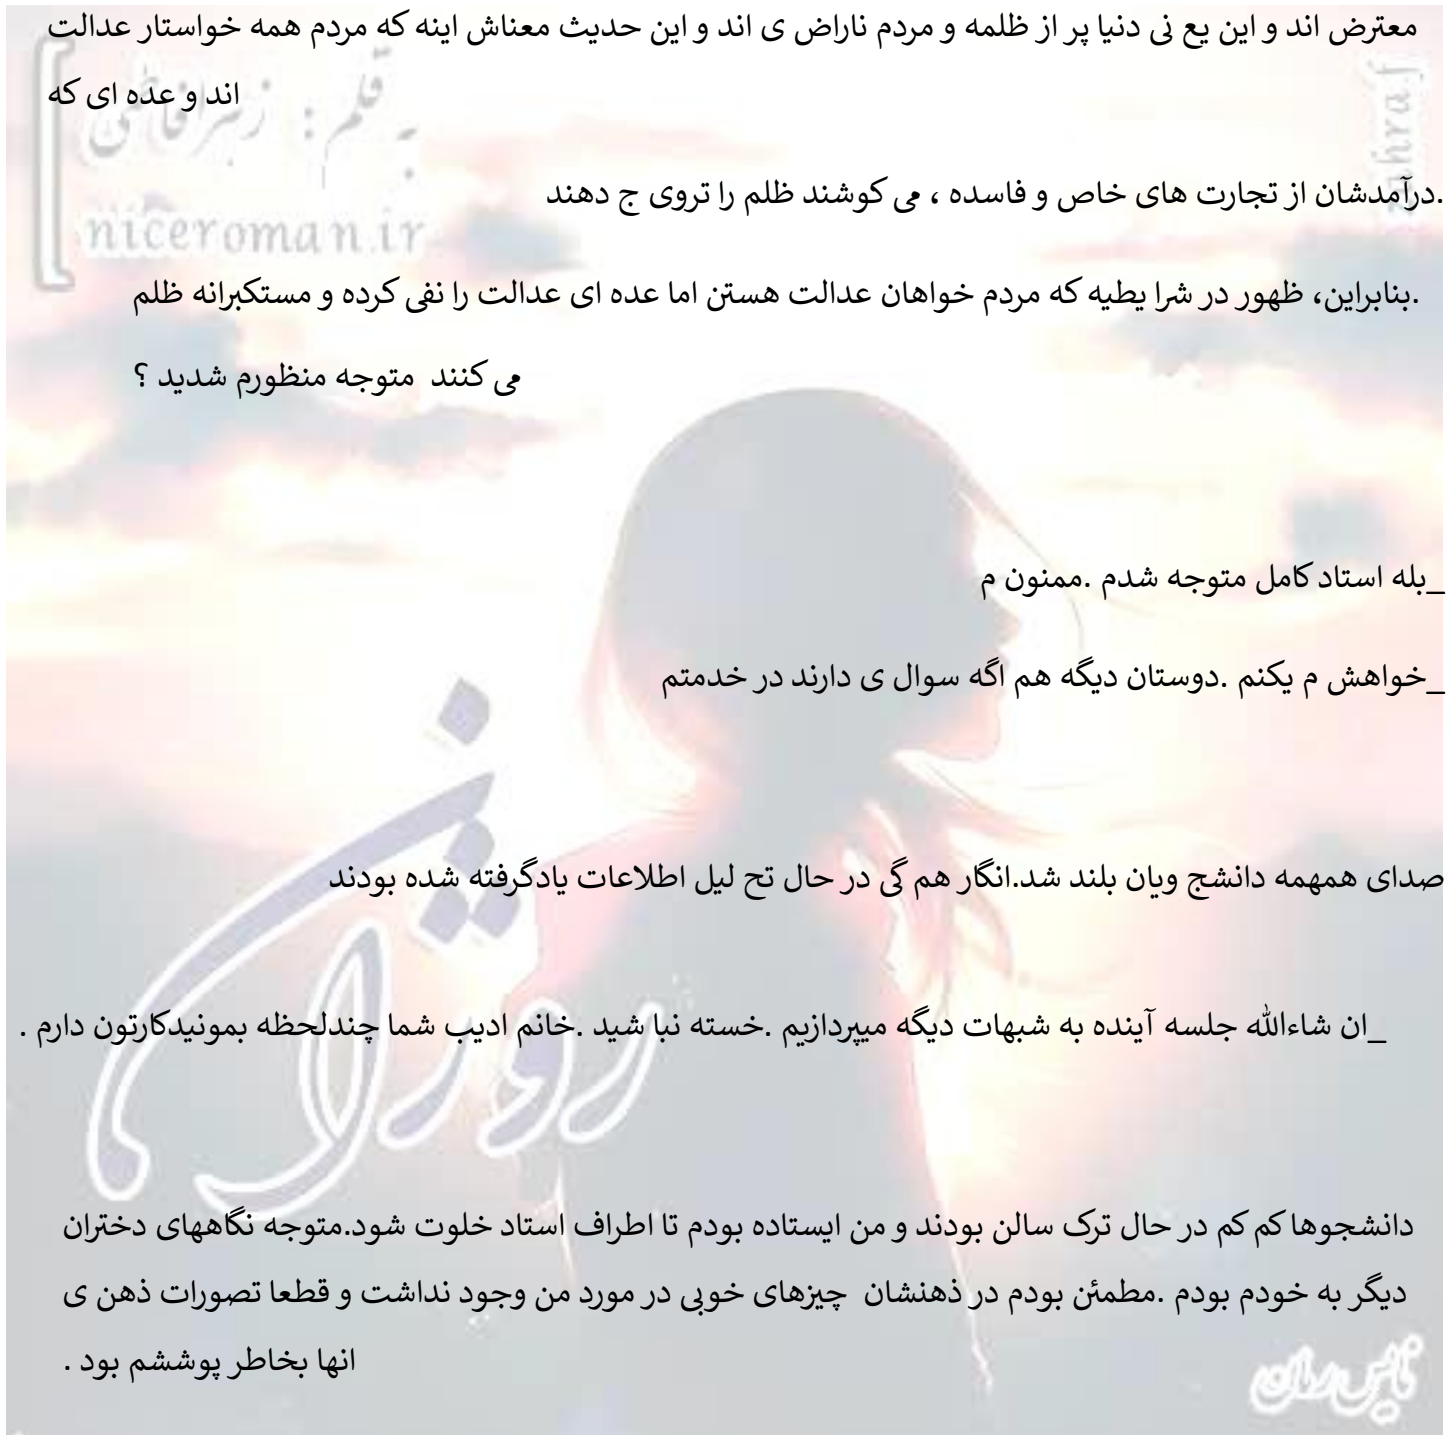 معترض اند و این یع نی دنیا پر از ظلمه و مردم ناراض ی اند و این حدیث معناش اینه که مردم همه خواستار عدالت
اند و عده ای که
به قلم : زهرا فاطمی
zahra f
.درآمدشان از تجارت های خاص و فاسده ، می کوشند ظلم را تروی ج دهند
niceroman.ir
.بنابراین، ظهور در شرا یطیه که مردم خواهان عدالت هستن اما عده ای عدالت را نفی کرده و مستکبرانه ظلم
می کنند متوجه منظورم شدید ؟
_بله استاد کامل متوجه شدم .ممنون م
_خواهش م یکنم .دوستان دیگه هم اگه سوال ی دارند در خدمتم
صدای همهمه دانشج ویان بلند شد.انگار هم گی در حال تح لیل اطلاعات یادگرفته شده بودند
_ان شاءالله جلسه آینده به شبهات دیگه میپردازیم .خسته نبا شید .خانم ادیب شما چندلحظه بمونیدکارتون دارم .
روژان
دانشجوها کم کم در حال ترک سالن بودند و من ایستاده بودم تا اطراف استاد خلوت شود.متوجه نگاههای دختران
دیگر به خودم بودم .مطمئن بودم در ذهنشان چیزهای خوبی در مورد من وجود نداشت و قطعا تصورات ذهن ی
انها بخاطر پوششم بود .
نایس رمان